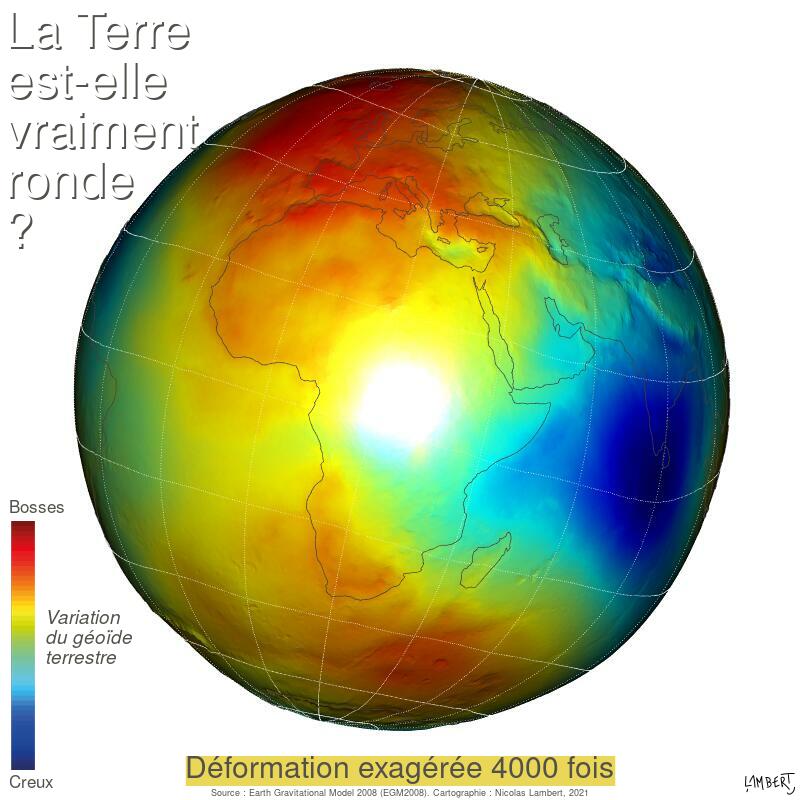 La Terre
est-elle
vraiment
ronde
?
Bosses
Variation
du géoïde
terrestre
Creux
Déformation exagérée 4000 fois
Source : Earth Gravitational Model 2008 (EGM2008). Cartographie : Nicolas Lambert, 2021
LAMBERT